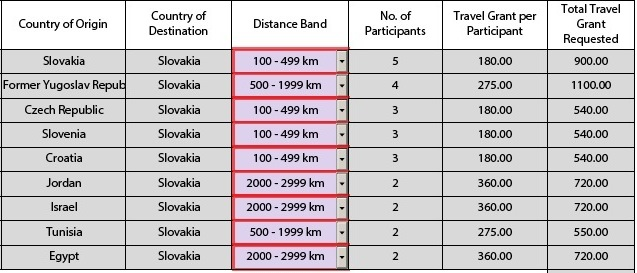 Country of Origin Country of Destination Distance Band No. of Participants Travel Grant per Participant Total Travel Grant Requested
Slovakia Slovakia 100 - 499 km 5 180.00 900.00
Former Yugoslav Repub Slovakia 500 - 1999 km 4 275.00 1100.00
Czech Republic Slovakia 100 - 499 km 3 180.00 540.00
Slovenia Slovakia 100 - 499 km 3 180.00 540.00
Croatia Slovakia 100 - 499 km 3 180.00 540.00
Jordan Slovakia 2000 - 2999 km 2 360.00 720.00
Israel Slovakia 2000 - 2999 km 2 360.00 720.00
Tunisia Slovakia 500 - 1999 km 2 275.00 550.00
Egypt Slovakia 2000 - 2999 km 2 360.00 720.00